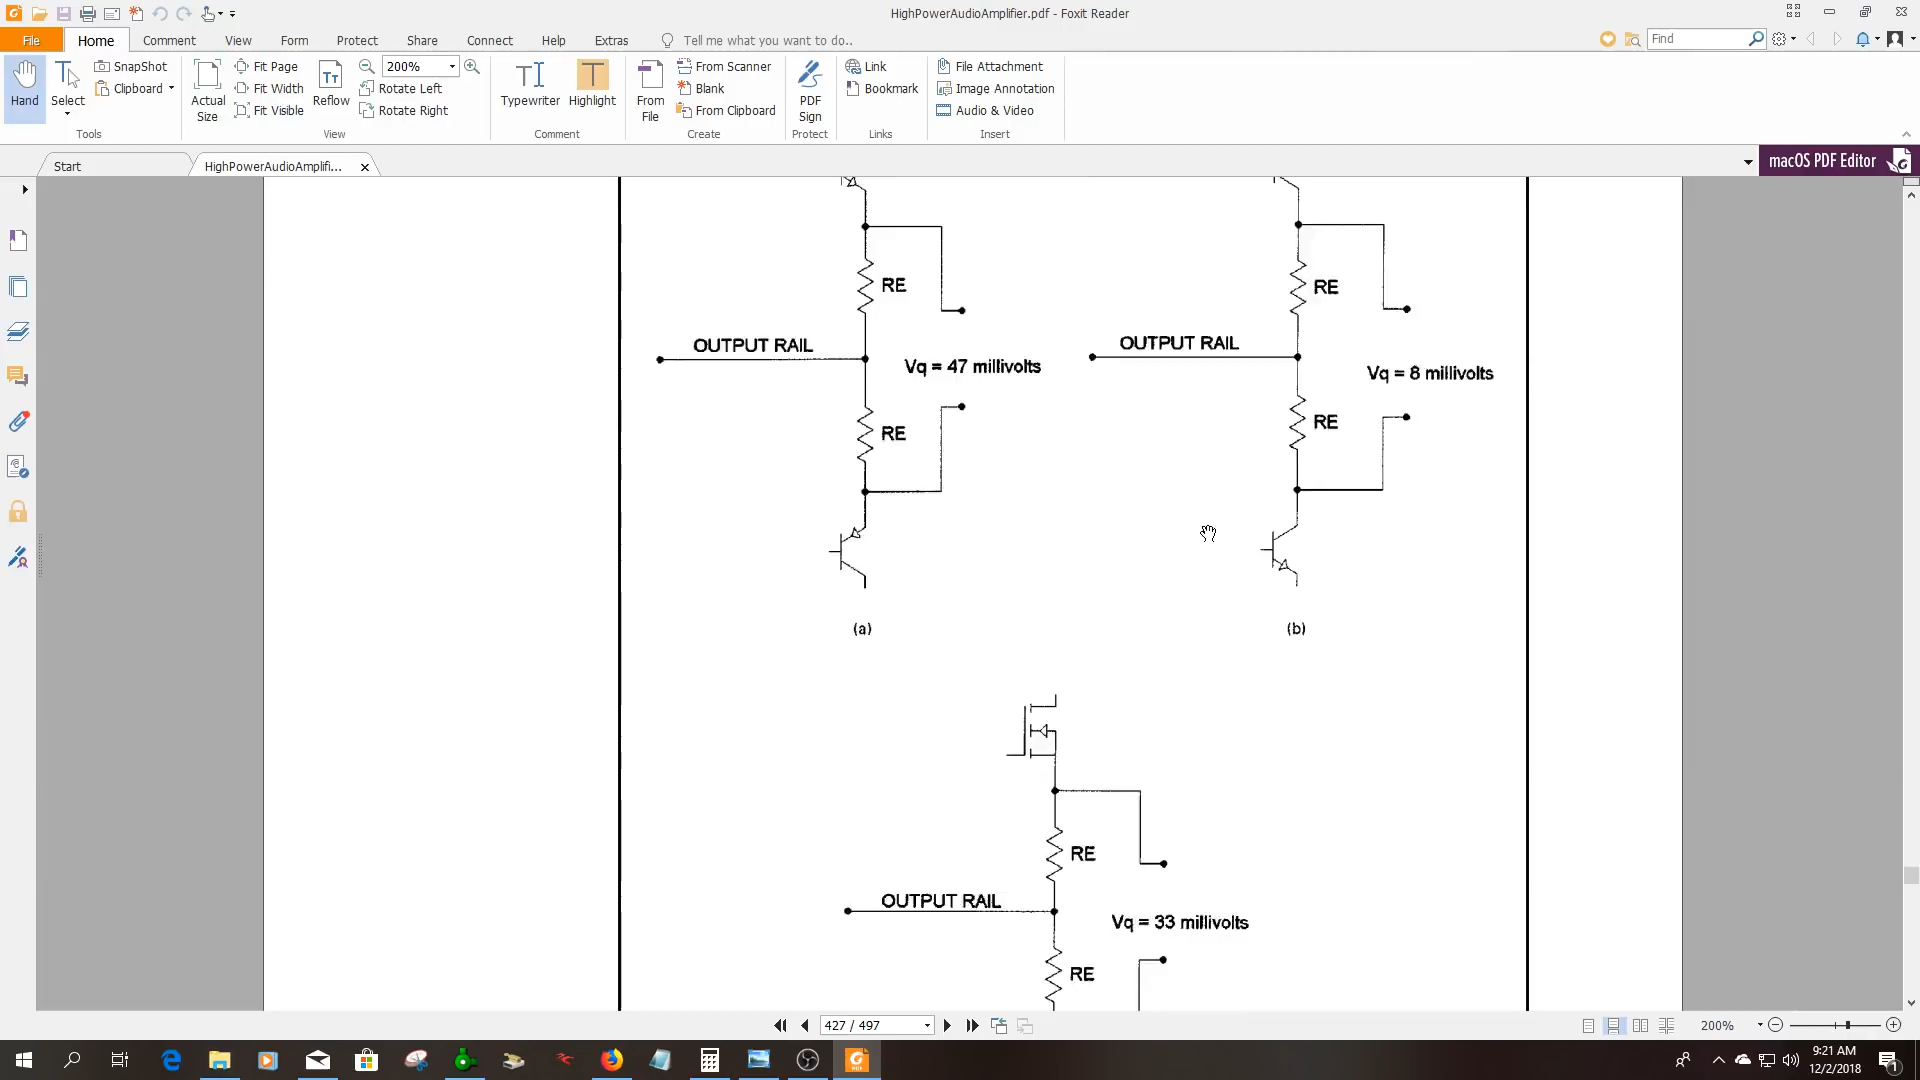 HighPowerAudioAmplifier.pdf - Foxit Reader
File
Home
Comment
View
Form
Protect
Share
Connect
Help
Extras
Tell me what you want to do..
Find
Hand
Select
SnapShot
Clipboard
Tools
Actual Size
Fit Page
Fit Width
Fit Visible
Reflow
200%
Rotate Left
Rotate Right
View
Typewriter
Highlight
Comment
From File
From Scanner
Blank
From Clipboard
Create
PDF Sign
Protect
Link
Bookmark
Links
File Attachment
Image Annotation
Audio & Video
Insert
Start
HighPowerAudioAmplifi...
macOS PDF Editor
RE
RE
OUTPUT RAIL
OUTPUT RAIL
Vq = 47 millivolts
Vq = 8 millivolts
RE
RE
(a)
(b)
RE
OUTPUT RAIL
Vq = 33 millivolts
RE
427 / 497
200%
9:21 AM
12/2/2018
1